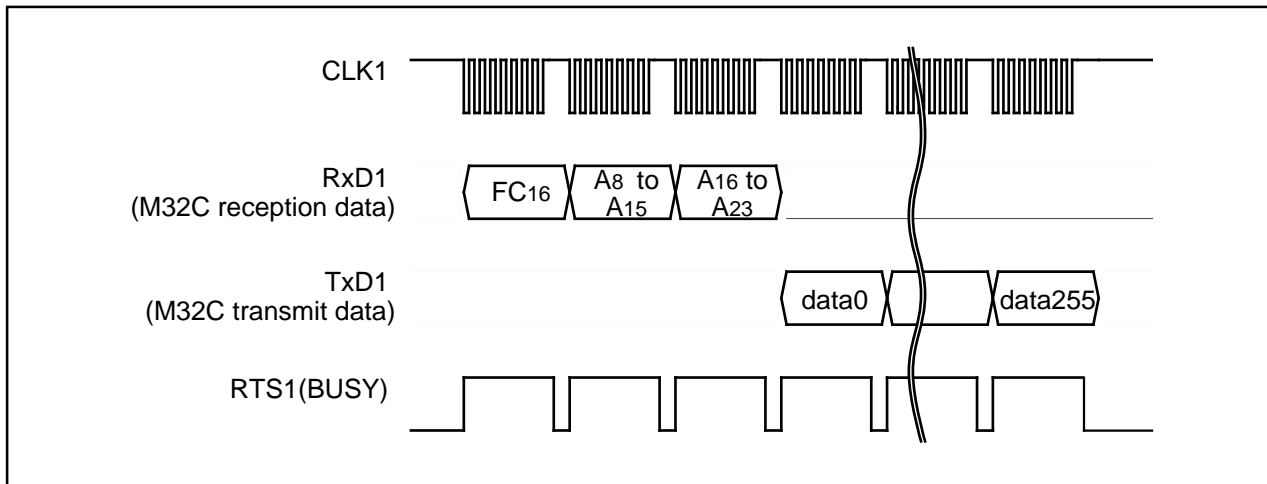 CLK1
RxD1
(M32C reception data)
FC16
A8 to
A15
A16 to
A23
TxD1
(M32C transmit data)
data0
data255
RTS1(BUSY)